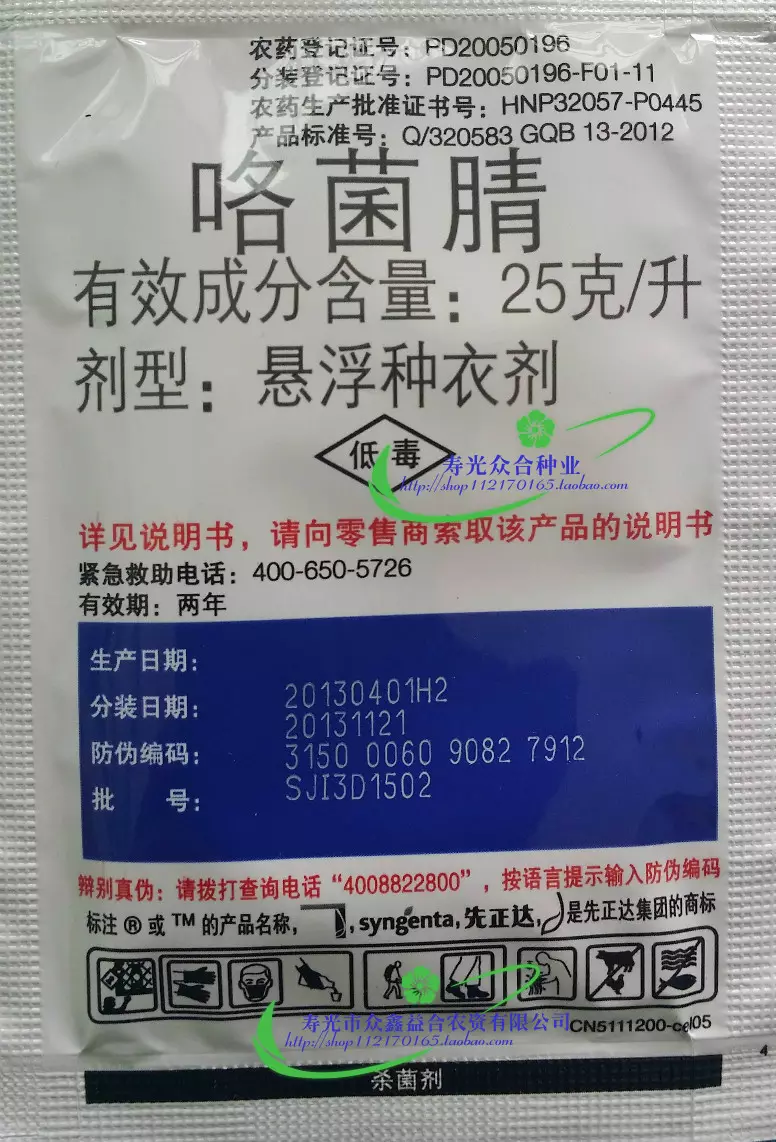 农药登记证号：PD20050196
分装登记证号：PD20050196-F01-11
农药生产批准证书号：HNP32057-P0445
产品标准号：Q/320583 GQB 13-2012
咯菌腈
有效成分含量：25克/升
剂型：悬浮种衣剂
低毒
寿光众合种业
http://shop112170165.taobao.com
详见说明书，请向零售商索取该产品的说明书
紧急救助电话：400-650-5726
有效期：两年
生产日期：
20130401H2
分装日期：
20131121
防伪编码：
3150 0060 9082 7912
批 号：
SJI3D1502
辩别真伪：请拨打查询电话“4008822800”，按语言提示输入防伪编码
标注 ® 或 ™ 的产品名称，，syngenta，先正达，是先正达集团的商标
寿光市众鑫益合农资有限公司
http://shop112170165.taobao.com
杀菌剂
4